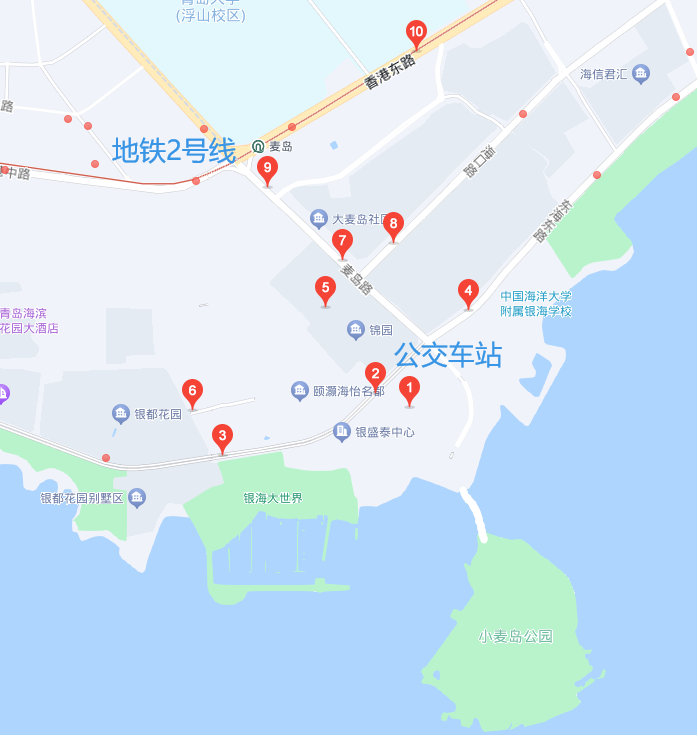 青岛大学
(浮山校区)
10
香港东路
海信君汇
路
地铁2号线
麦岛
海口路
中路
9
大麦岛社区
8
东海东路
7
麦岛路
5
4
中国海洋大学
附属银海学校
青岛海滨
花园大酒店
锦园
公交车站
2
1
6
颐灏海怡名都
银都花园
3
银盛泰中心
银都花园别墅区
银海大世界
小麦岛公园